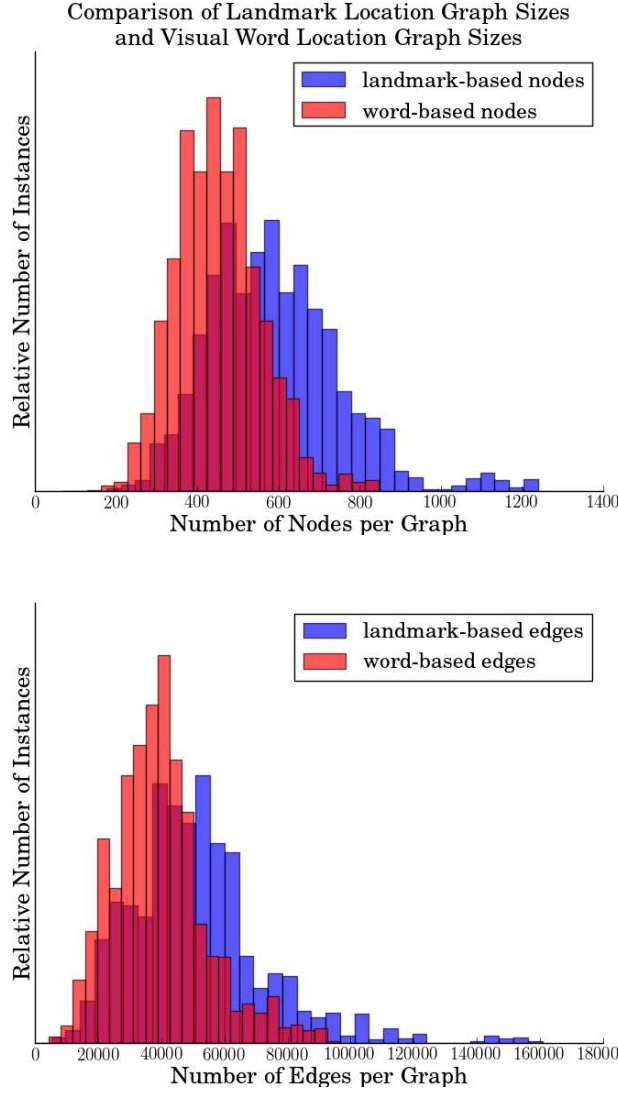 Comparison of Landmark Location Graph Sizes
and Visual Word Location Graph Sizes
landmark-based nodes
word-based nodes
Relative Number of Instances
0 200 400 600 800 1000 1200 1400
Number of Nodes per Graph
landmark-based edges
word-based edges
Relative Number of Instances
0 20000 40000 60000 80000 100000 120000 140000 160000 18000
Number of Edges per Graph